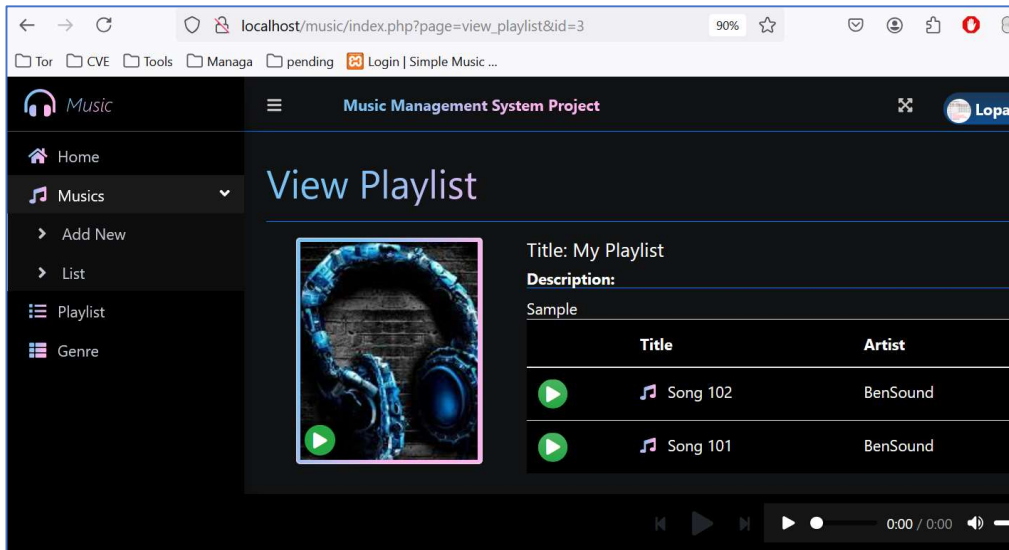 localhost/music/index.php?page=view_playlist&id=3 90%
Tor CVE Tools Managa pending Login | Simple Music ...
Music Music Management System Project Lopa
Home
Musics
Add New
List
Playlist
Genre
View Playlist
Title: My Playlist
Description:
Sample
Title Artist
Song 102 BenSound
Song 101 BenSound
0:00 / 0:00